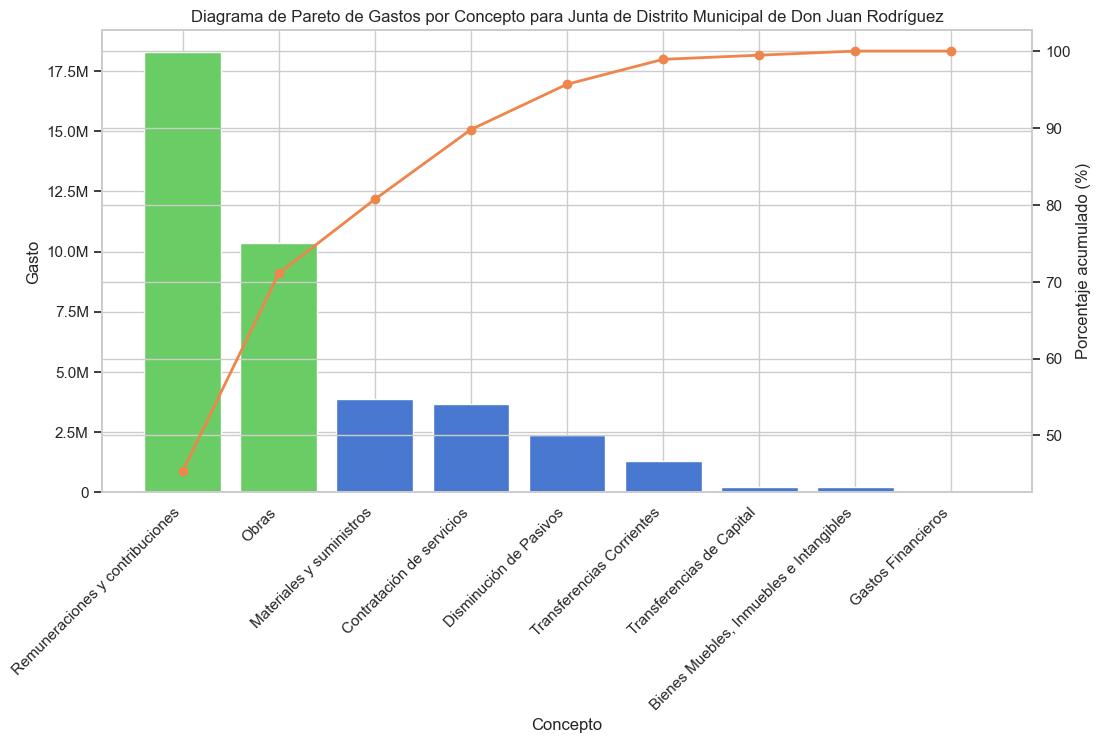 Diagrama de Pareto de Gastos por Concepto para Junta de Distrito Municipal de Don Juan Rodríguez
Gasto
17.5M
15.0M
12.5M
10.0M
7.5M
5.0M
2.5M
0
100
90
80
70
60
50
Porcentaje acumulado (%)
Remuneraciones y contribuciones
Obras
Materiales y suministros
Contratación de servicios
Disminución de Pasivos
Transferencias Corrientes
Transferencias de Capital
Bienes Muebles, Inmuebles e Intangibles
Gastos Financieros
Concepto